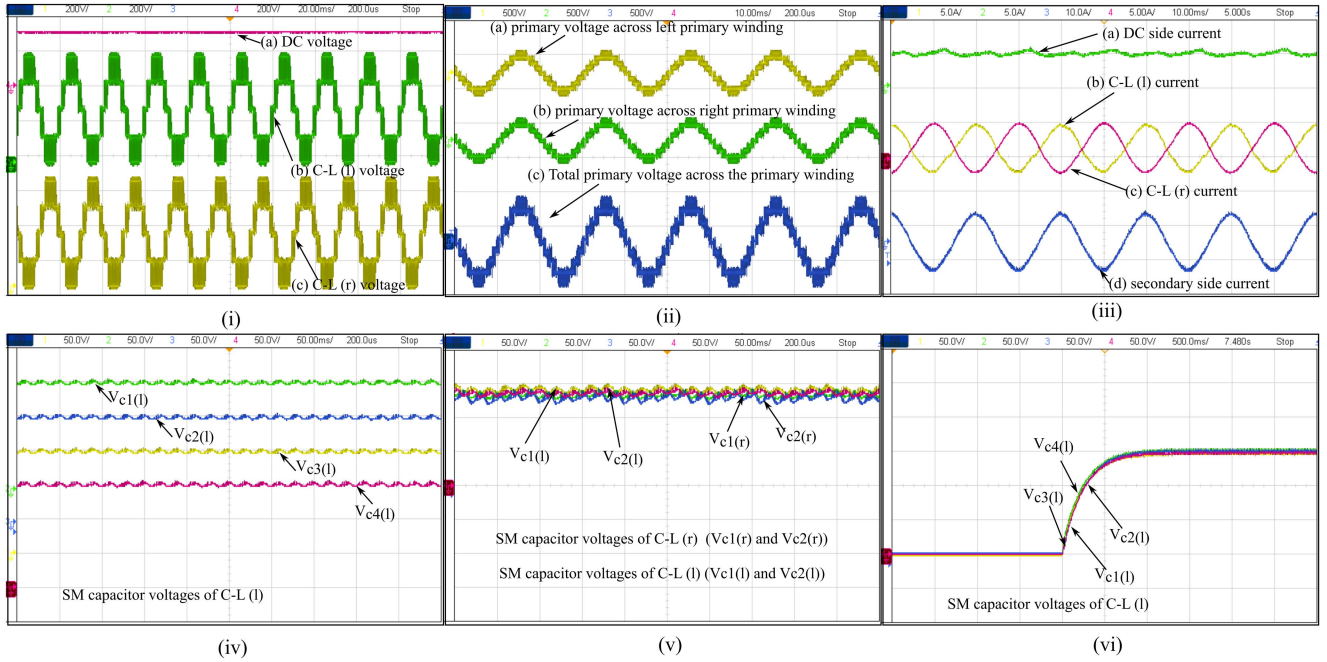 1 200V/ 2 200V/ 3 4 200V/ 20.00ms/ 200.0us Stop
(a) DC voltage
(b) C-L (l) voltage
(c) C-L (r) voltage
(i)
1 500V/ 2 500V/ 3 500V/ 4 10.00ms/ 200.0us Stop
(a) primary voltage across left primary winding
(b) primary voltage across right primary winding
(c) Total primary voltage across the primary winding
(ii)
1 5.0A/ 2 5.0A/ 3 10.0A/ 4 5.00A/ 5.00ms/ 5.000s Stop
(a) DC side current
(b) C-L (l) current
(c) C-L (r) current
(d) secondary side current
(iii)
1 50.0V/ 2 50.0V/ 3 50.0V/ 4 50.0V/ 50.00ms/ 200.0us Stop
Vc1(l)
Vc2(l)
Vc3(l)
Vc4(l)
SM capacitor voltages of C-L (l)
(iv)
1 50.0V/ 2 50.0V/ 3 50.0V/ 4 50.0V/ 50.00ms/ 200.0us Stop
Vc1(l)
Vc2(l)
Vc1(r)
Vc2(r)
SM capacitor voltages of C-L (r) (Vc1(r) and Vc2(r))
SM capacitor voltages of C-L (l) (Vc1(l) and Vc2(l))
(v)
1 50.0V/ 2 50.0V/ 3 50.0V/ 4 50.0V/ 500.0ms/ 7.480s Stop
Vc4(l)
Vc3(l)
Vc2(l)
Vc1(l)
SM capacitor voltages of C-L (l)
(vi)